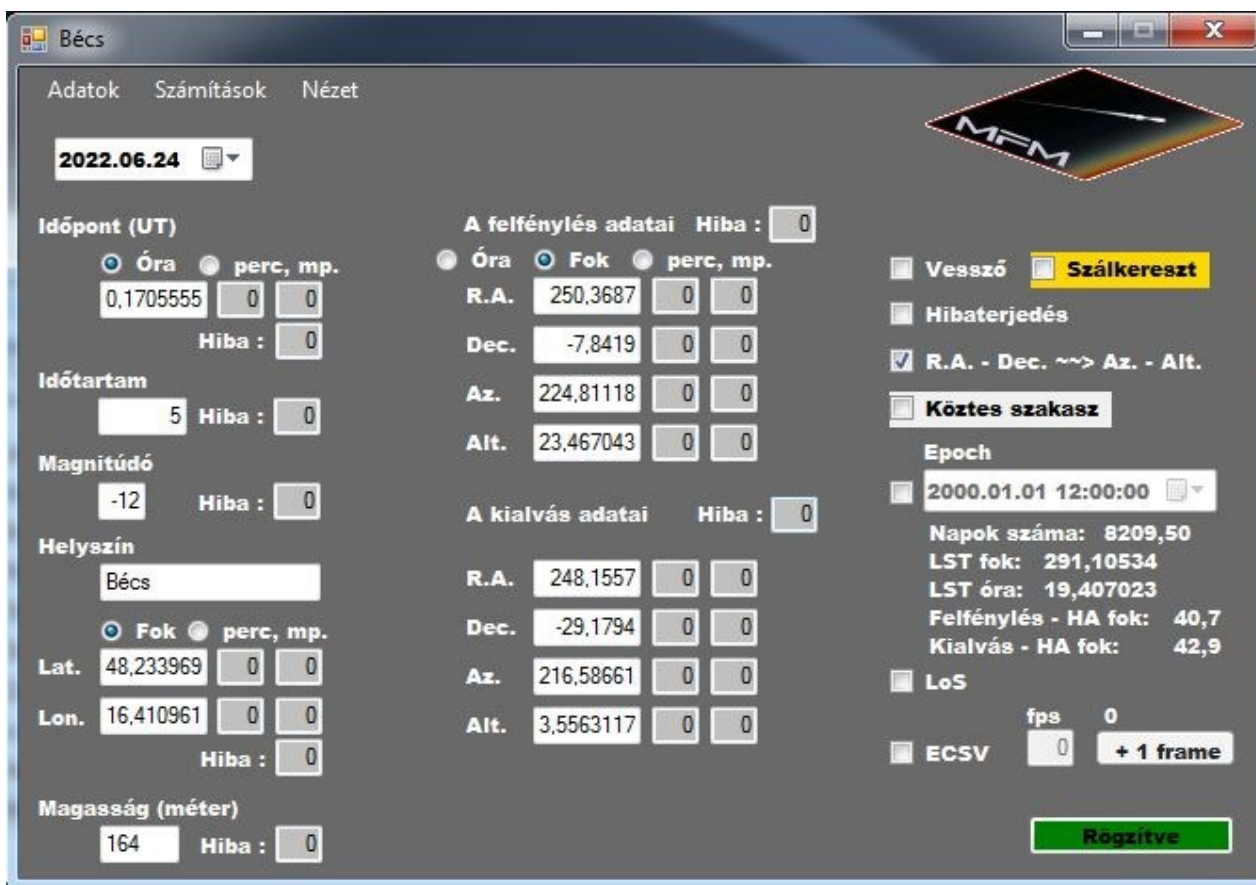 Bécs
Adatok Számítások Nézet
MFM
2022.06.24
Időpont (UT)
Óra perc, mp.
0,1705555 0 0
Hiba : 0
Időtartam
5 Hiba : 0
Magnitúdó
-12 Hiba : 0
Helyszín
Bécs
Fok perc, mp.
Lat. 48,233969 0 0
Lon. 16,410961 0 0
Hiba : 0
Magasság (méter)
164 Hiba : 0
A felfénylés adatai Hiba : 0
Óra Fok perc, mp.
R.A. 250,3687 0 0
Dec. -7,8419 0 0
Az. 224,81118 0 0
Alt. 23,467043 0 0
A kialvás adatai Hiba : 0
R.A. 248,1557 0 0
Dec. -29,1794 0 0
Az. 216,58661 0 0
Alt. 3,5563117 0 0
Vessző Szálkereszt
Hibaterjedés
R.A. - Dec. ~~> Az. - Alt.
Köztes szakasz
Epoch
2000.01.01 12:00:00
Napok száma: 8209,50
LST fok: 291,10534
LST óra: 19,407023
Felfénylés - HA fok: 40,7
Kialvás - HA fok: 42,9
LoS
fps 0
ECSV 0 + 1 frame
Rögzítve